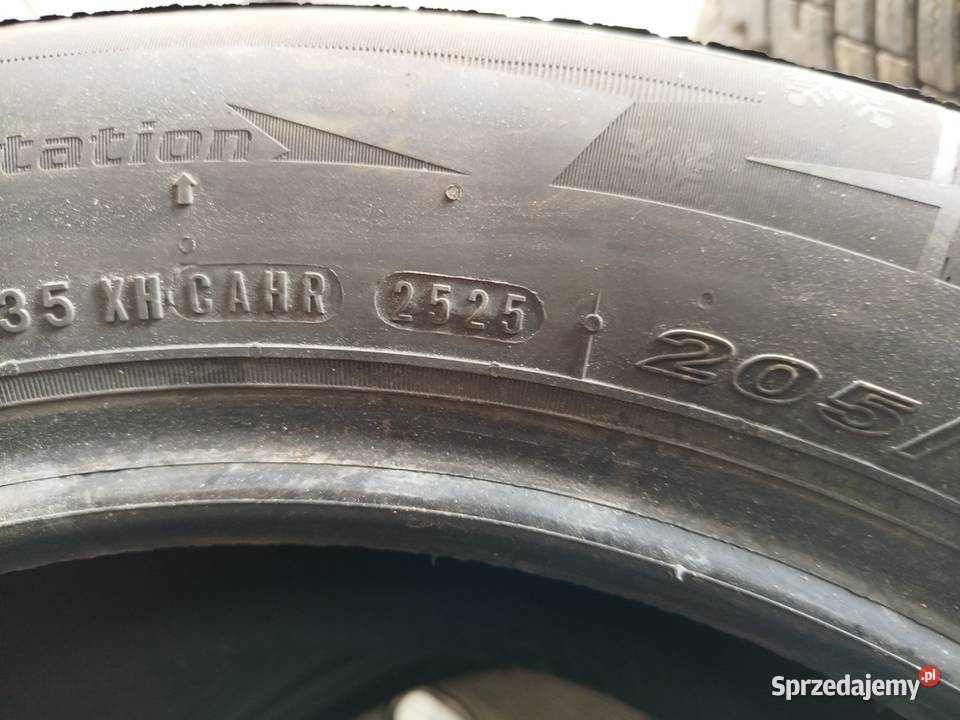 tation
35 XH CAHR 2525 205/
Sprzedajemy.pl